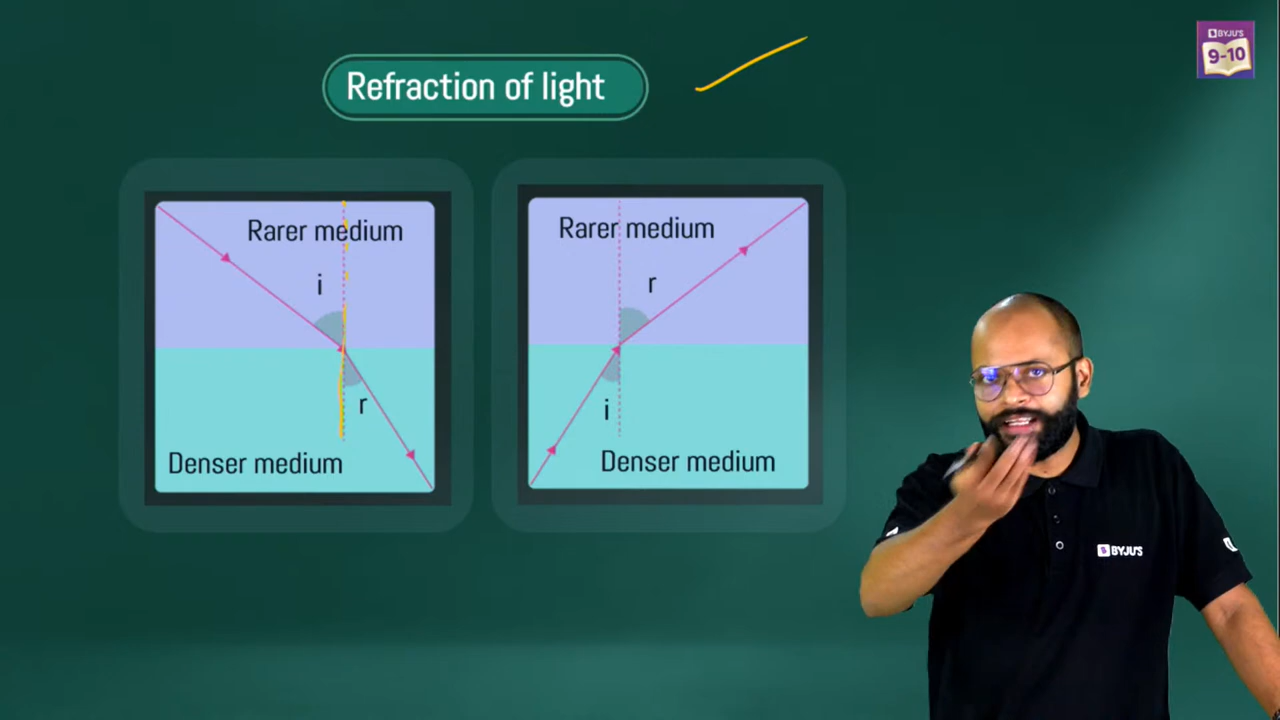 BYJU'S
9-10
Refraction of light
Rarer medium
i
r
Denser medium
Rarer medium
r
i
Denser medium
BYJU'S